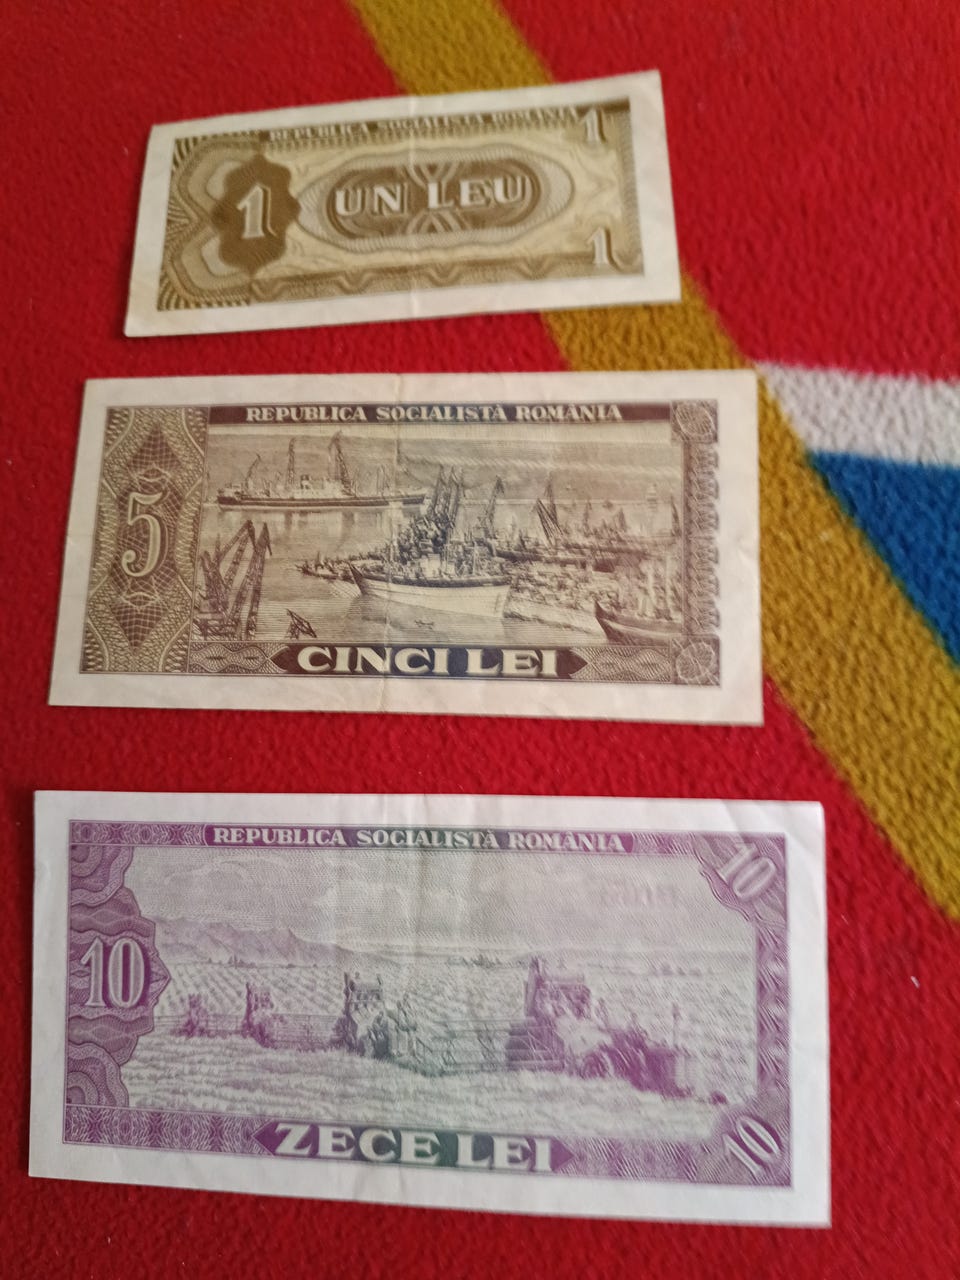 REPUBLICA SOCIALISTA ROMÂNIA
1
1
UN LEU
1
REPUBLICA SOCIALISTĂ ROMÂNIA
5
CINCI LEI
REPUBLICA SOCIALISTĂ ROMÂNIA
10
10
ZECE LEI
10